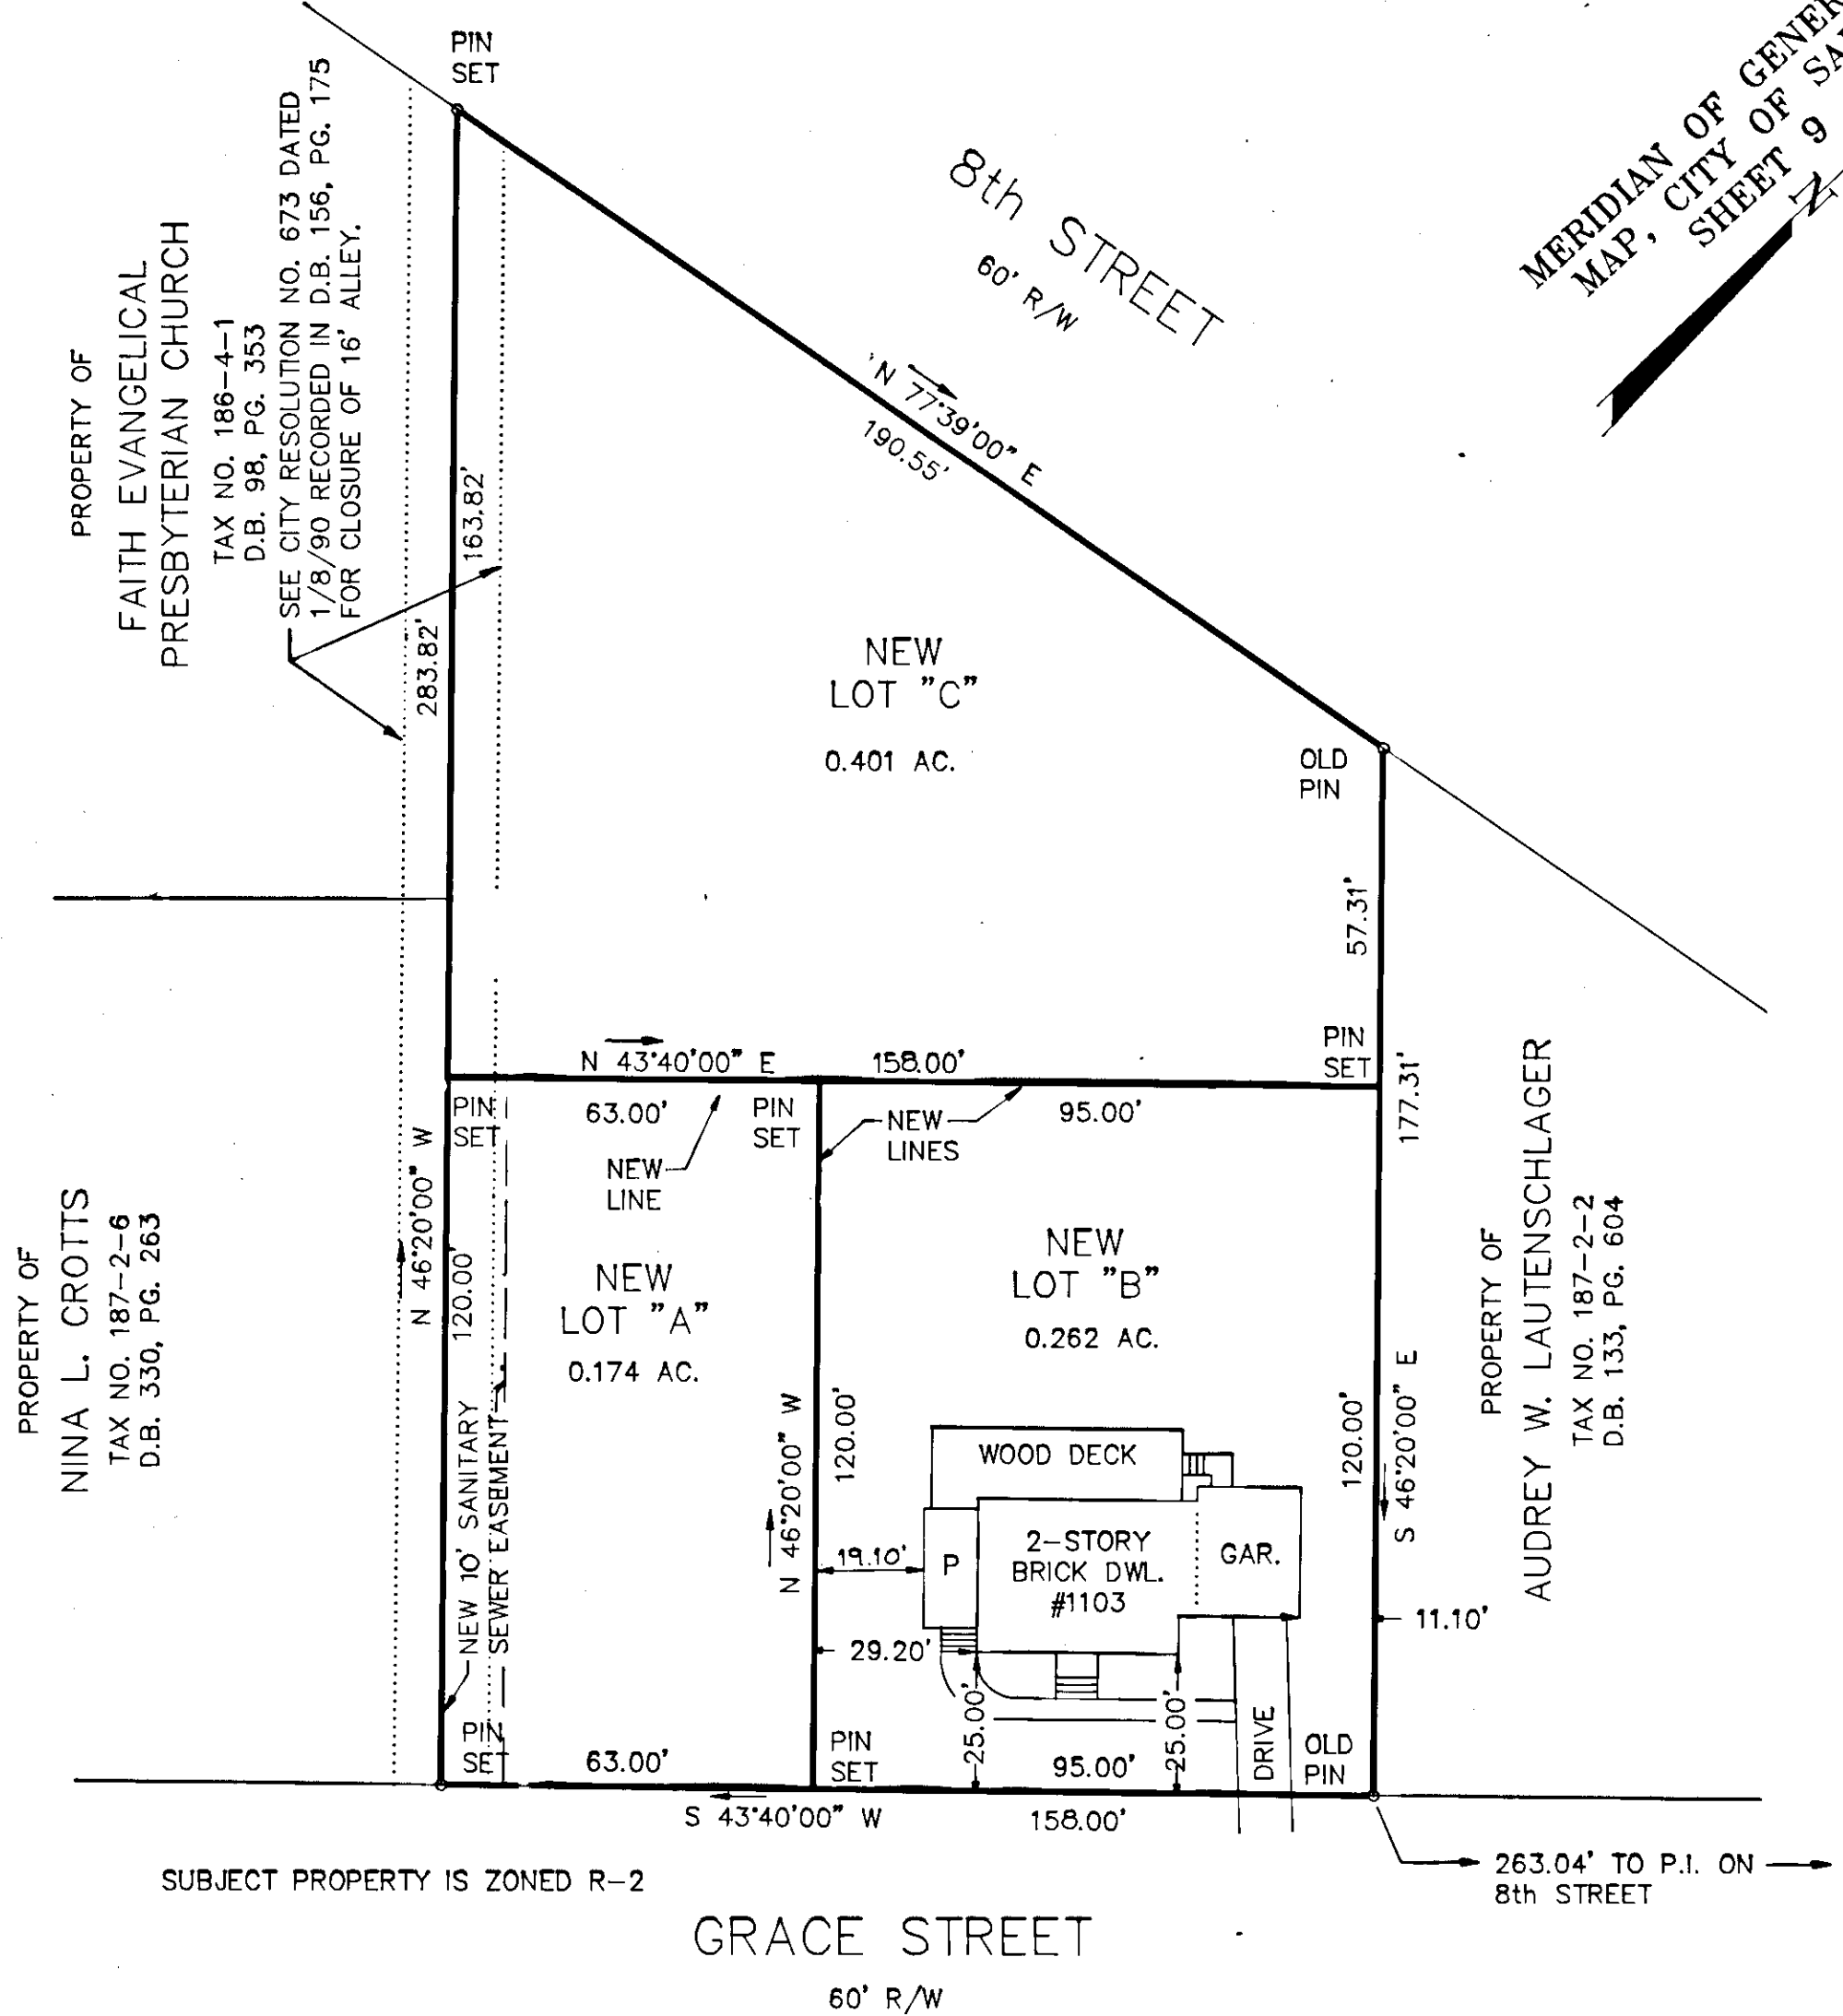 PIN
SET
MERIDIAN OF
MAP, CITY OF
SHEET 9
N
8th STREET
60' R/W
PROPERTY OF
FAITH EVANGELICAL
PRESBYTERIAN CHURCH
TAX NO. 186-4-1
D.B. 98, PG. 353
SEE CITY RESOLUTION NO. 673 DATED
1/8/90 RECORDED IN D.B. 156, PG. 175
FOR CLOSURE OF 16' ALLEY.
N 77°39'00" E
190.55'
163.82'
283.82'
NEW
LOT "C"
0.401 AC.
OLD
PIN
57.31'
PIN
SET
N 43°40'00" E 158.00'
177.31'
PIN
SET
63.00'
PIN
SET
NEW
LINES
95.00'
NEW
LINE
N 46°20'00" W
120.00'
PROPERTY OF
NINA L. CROTTS
TAX NO. 187-2-6
D.B. 330, PG. 263
NEW
LOT "A"
0.174 AC.
NEW
LOT "B"
0.262 AC.
PROPERTY OF
AUDREY W. LAUTENSCHLAGER
TAX NO. 187-2-2
D.B. 133, PG. 604
NEW 10' SANITARY
SEWER EASEMENT
N 46°20'00" W
120.00'
120.00'
S 46°20'00" E
WOOD DECK
19.10'
P
2-STORY
BRICK DWL.
#1103
GAR.
11.10'
29.20'
25.00'
25.00'
DRIVE
PIN
SET
63.00'
PIN
SET
95.00'
OLD
PIN
S 43°40'00" W
158.00'
263.04' TO P.I. ON
8th STREET
SUBJECT PROPERTY IS ZONED R-2
GRACE STREET
60' R/W